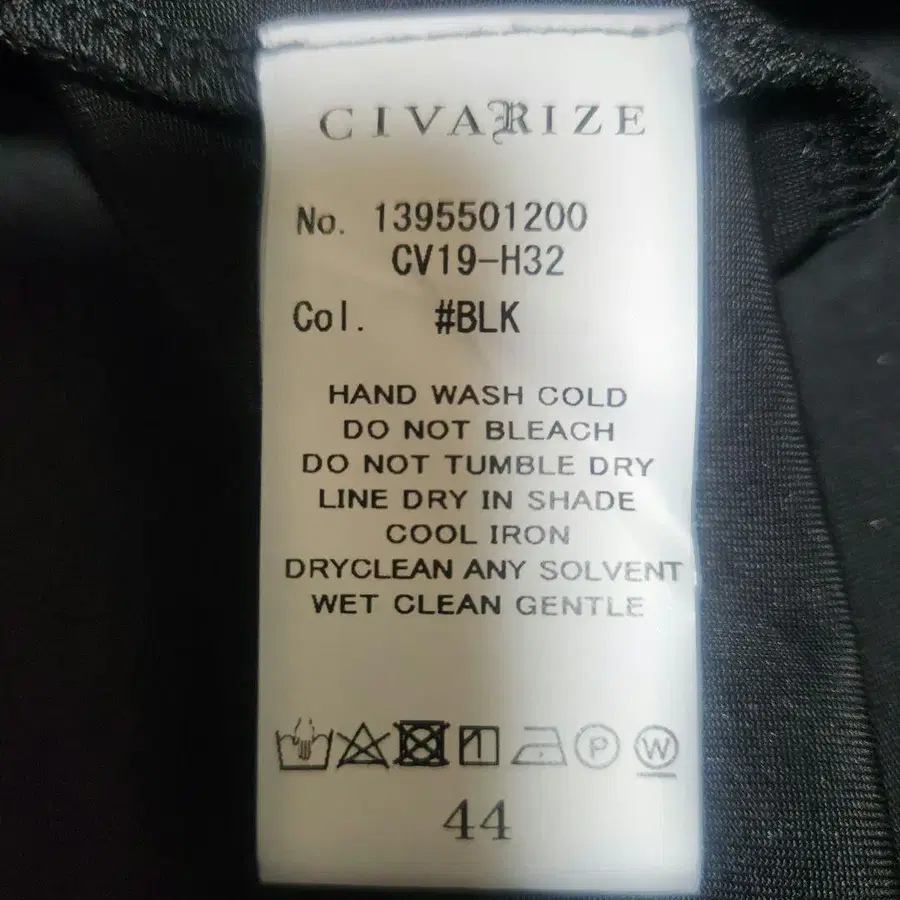 CIVARIZE
No. 1395501200
CV19-H32
Col. #BLK
HAND WASH COLD
DO NOT BLEACH
DO NOT TUMBLE DRY
LINE DRY IN SHADE
COOL IRON
DRYCLEAN ANY SOLVENT
WET CLEAN GENTLE
P W
44